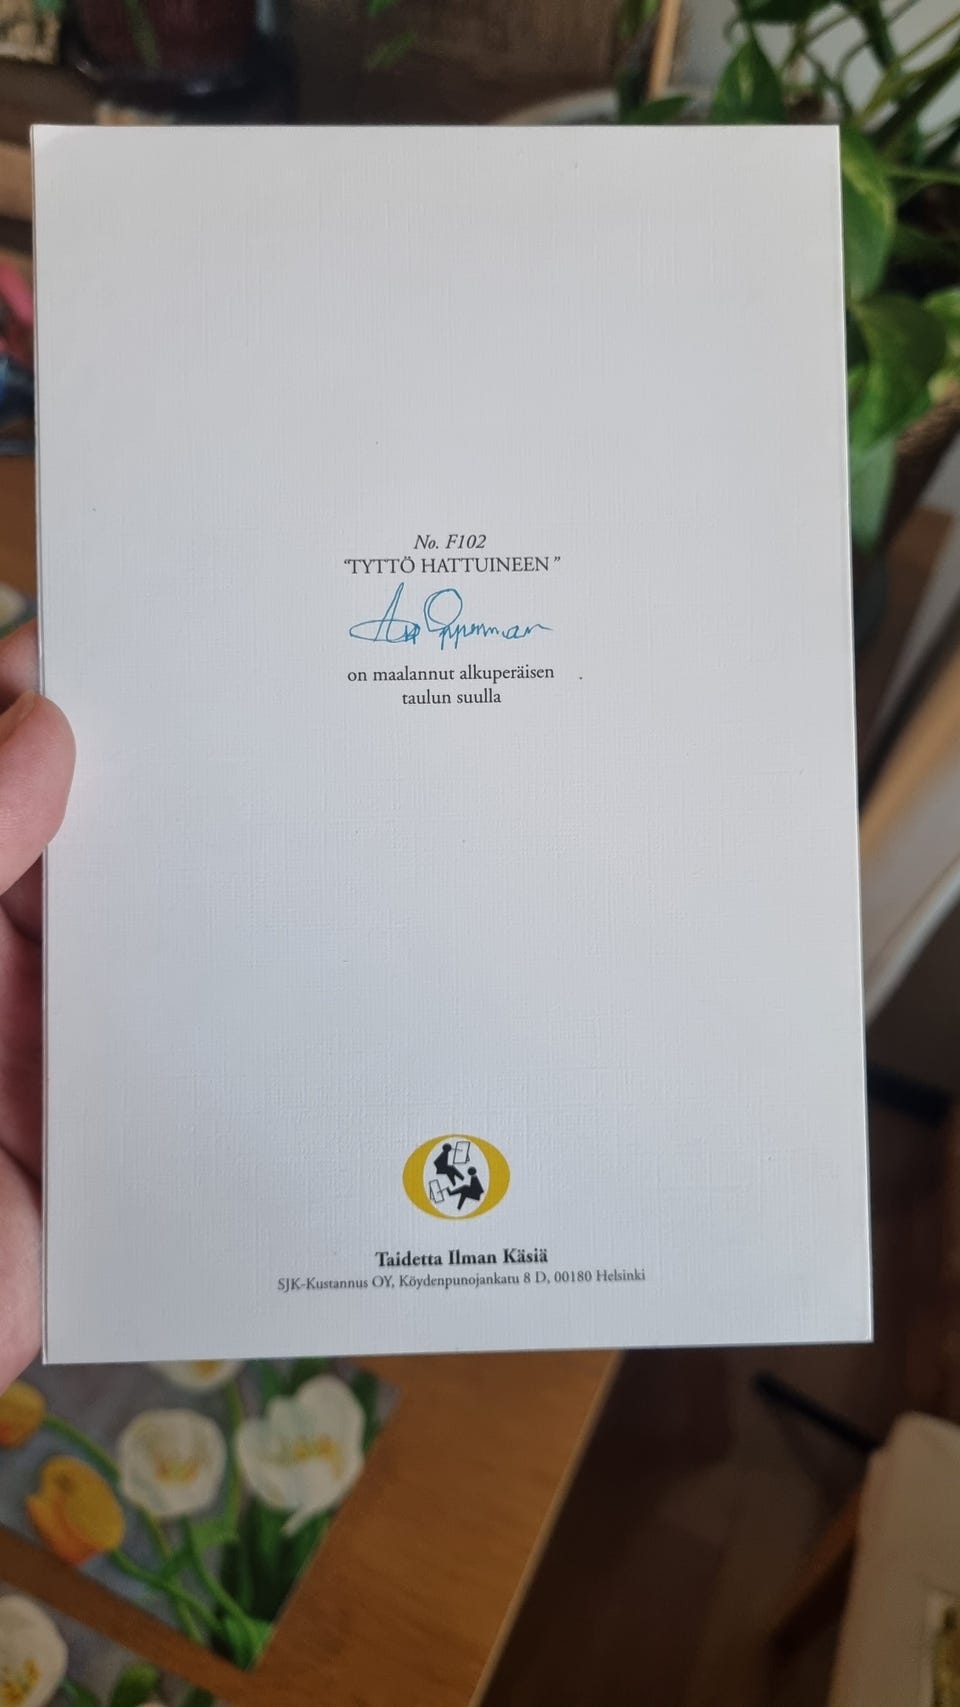 No. F102
“TYTTÖ HATTUINEEN”
Opperman
on maalannut alkuperäisen
taulun suulla
Taidetta Ilman Käsiä
SJK-Kustannus OY, Köydenpunojankatu 8 D, 00180 Helsinki